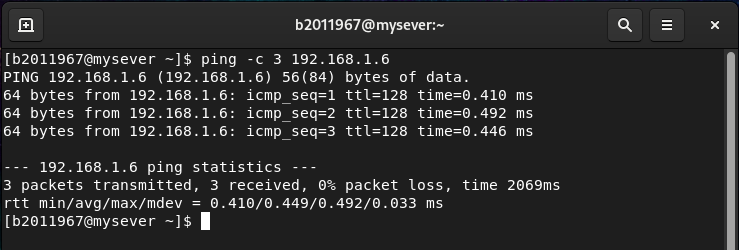 b2011967@mysever:~
[b2011967@mysever ~]$ ping -c 3 192.168.1.6
PING 192.168.1.6 (192.168.1.6) 56(84) bytes of data.
64 bytes from 192.168.1.6: icmp_seq=1 ttl=128 time=0.410 ms
64 bytes from 192.168.1.6: icmp_seq=2 ttl=128 time=0.492 ms
64 bytes from 192.168.1.6: icmp_seq=3 ttl=128 time=0.446 ms

--- 192.168.1.6 ping statistics ---
3 packets transmitted, 3 received, 0% packet loss, time 2069ms
rtt min/avg/max/mdev = 0.410/0.449/0.492/0.033 ms
[b2011967@mysever ~]$